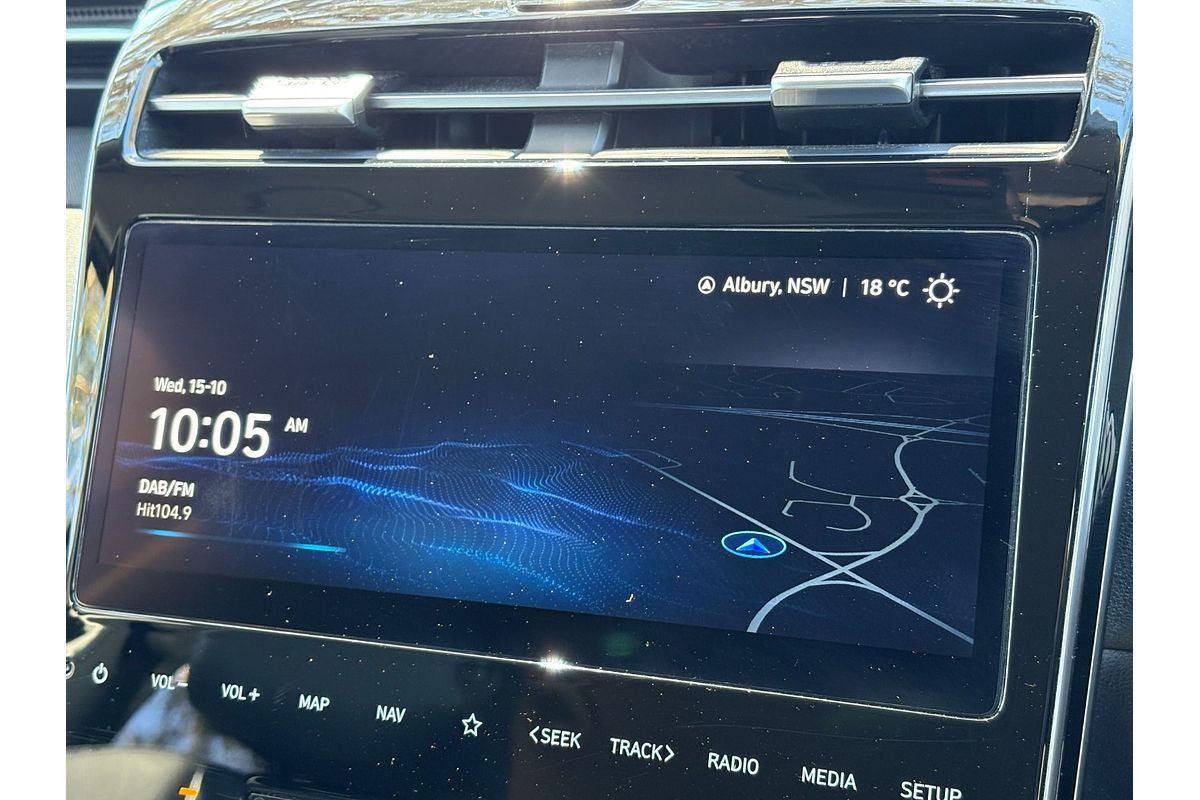 Albury, NSW | 18 °C
Wed, 15-10
10:05 AM
DAB/FM
Hit104.9
VOL− VOL+ MAP NAV <SEEK TRACK> RADIO MEDIA SETUP